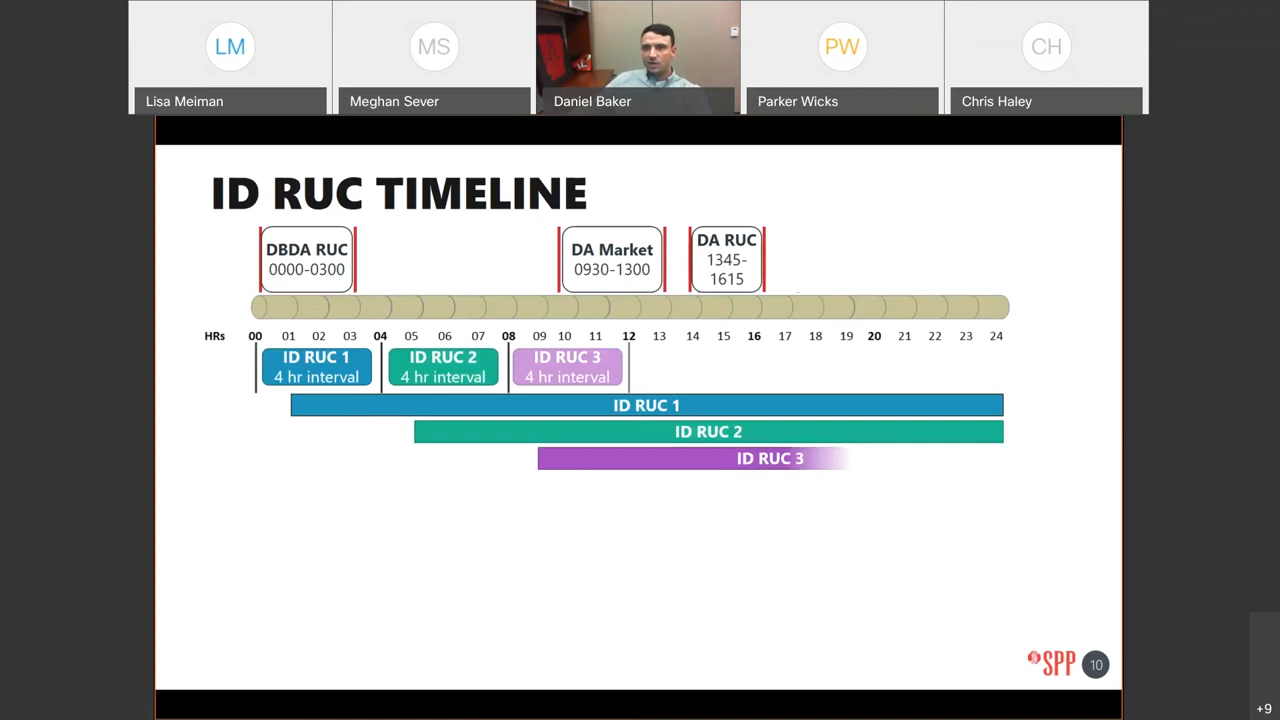 LM
MS
PW
CH
Lisa Meiman
Meghan Sever
Daniel Baker
Parker Wicks
Chris Haley
ID RUC TIMELINE
DBDA RUC
0000-0300
DA Market
0930-1300
DA RUC
1345-
1615
HRs 00 01 02 03 04 05 06 07 08 09 10 11 12 13 14 15 16 17 18 19 20 21 22 23 24
ID RUC 1
4 hr interval
ID RUC 2
4 hr interval
ID RUC 3
4 hr interval
ID RUC 1
ID RUC 2
ID RUC 3
SPP
10
+9